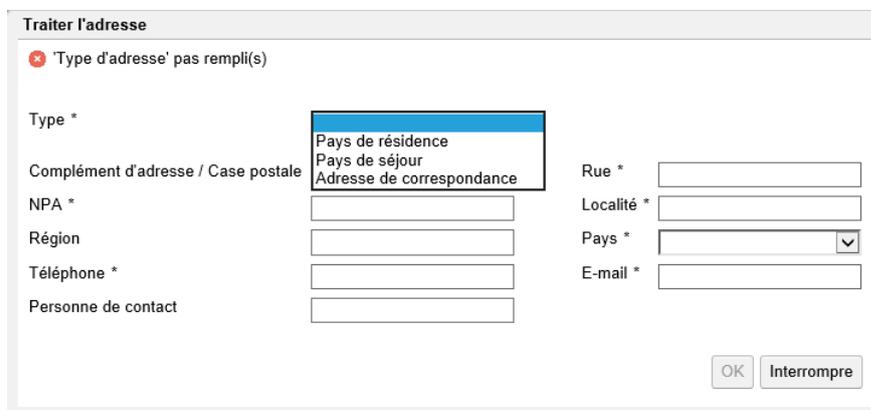 Traiter l'adresse
'Type d'adresse' pas rempli(s)
Type *
Pays de résidence
Pays de séjour
Adresse de correspondance
Complément d'adresse / Case postale
Rue *
NPA *
Localité *
Région
Pays *
Téléphone *
E-mail *
Personne de contact
OK
Interrompre